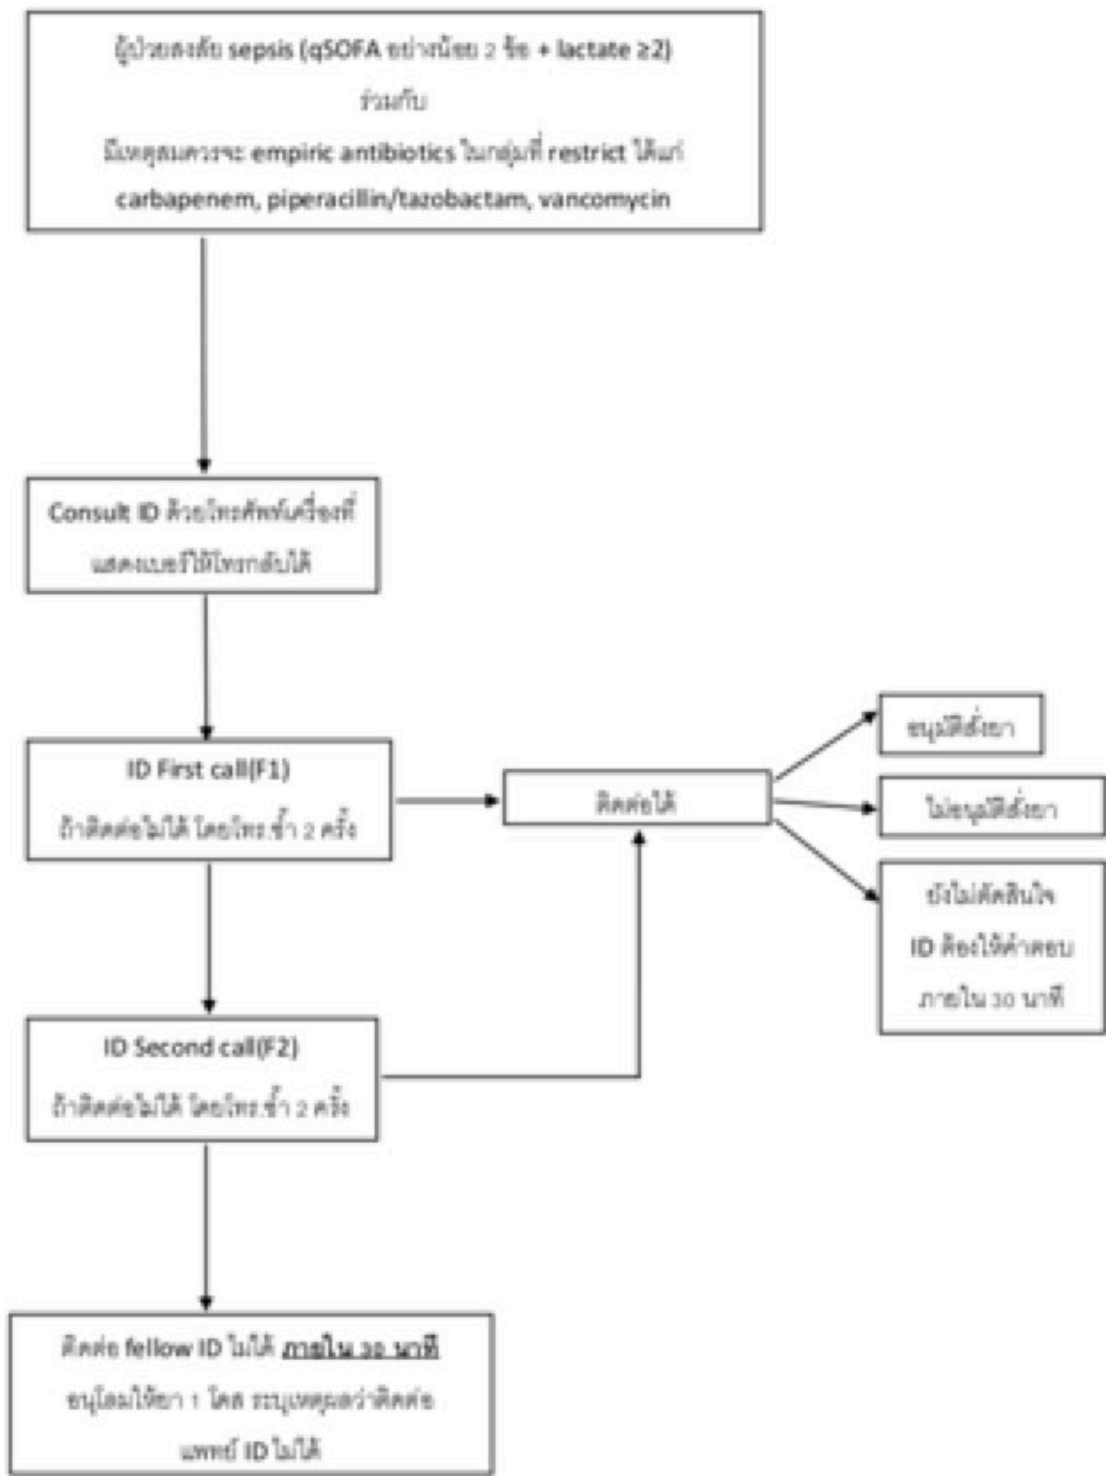 ผู้ป่วยสงสัย sepsis (qSOFA อย่างน้อย 2 ข้อ + lactate ≥2)
ร่วมกับ
มีเหตุสมควรจะ empiric antibiotics ในกลุ่มที่ restrict ได้แก่
carbapenem, piperacillin/tazobactam, vancomycin
Consult ID ด้วยโทรศัพท์เครื่องที่
แสดงเบอร์ให้โทรกลับได้
ID First call(F1)
ถ้าติดต่อไม่ได้ โดยโทร.ซ้ำ 2 ครั้ง
ติดต่อได้
อนุมัติสั่งยา
ไม่อนุมัติสั่งยา
ยังไม่ตัดสินใจ
ID ต้องให้คำตอบ
ภายใน 30 นาที
ID Second call(F2)
ถ้าติดต่อไม่ได้ โดยโทร.ซ้ำ 2 ครั้ง
ติดต่อ fellow ID ไม่ได้ ภายใน 30 นาที
อนุโลมให้ยา 1 โดส ระบุเหตุผลว่าติดต่อ
แพทย์ ID ไม่ได้